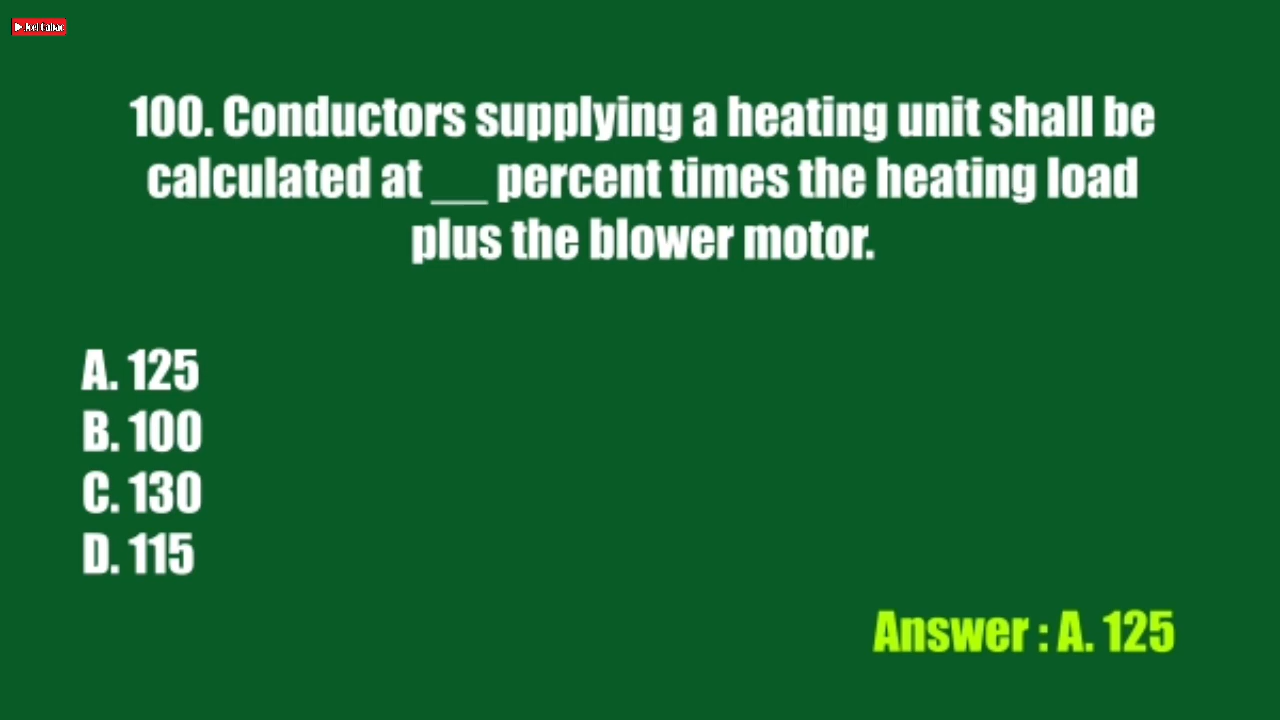 100. Conductors supplying a heating unit shall be
calculated at __ percent times the heating load
plus the blower motor.
A. 125
B. 100
C. 130
D. 115
Answer : A. 125